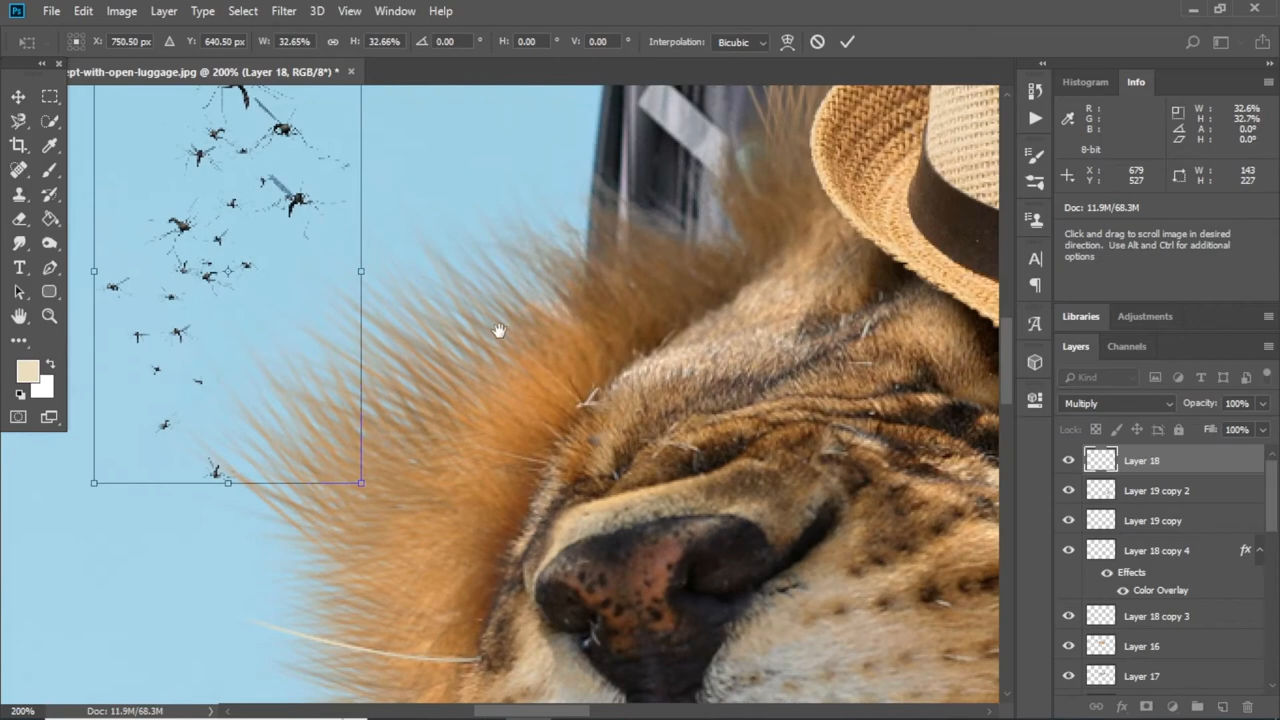 Ps File Edit Image Layer Type Select Filter 3D View Window Help
X: 750.50 px Y: 640.50 px W: 32.65% H: 32.66% 0.00 ° H: 0.00 ° V: 0.00 ° Interpolation: Bicubic
ept-with-open-luggage.jpg @ 200% (Layer 18, RGB/8*) *
Histogram Info
R :
G :
B :
8-bit
W : 32.6%
H : 32.7%
0.0°
0.0°
X : 679
Y : 527
W : 143
H : 227
Doc: 11.9M/68.3M
Click and drag to scroll image in desired
direction. Use Alt and Ctrl for additional
options
Libraries Adjustments
Layers Channels
Kind
Multiply Opacity: 100%
Lock: Fill: 100%
Layer 18
Layer 19 copy 2
Layer 19 copy
Layer 18 copy 4 fx
Effects
Color Overlay
Layer 18 copy 3
Layer 16
Layer 17
200% Doc: 11.9M/68.3M